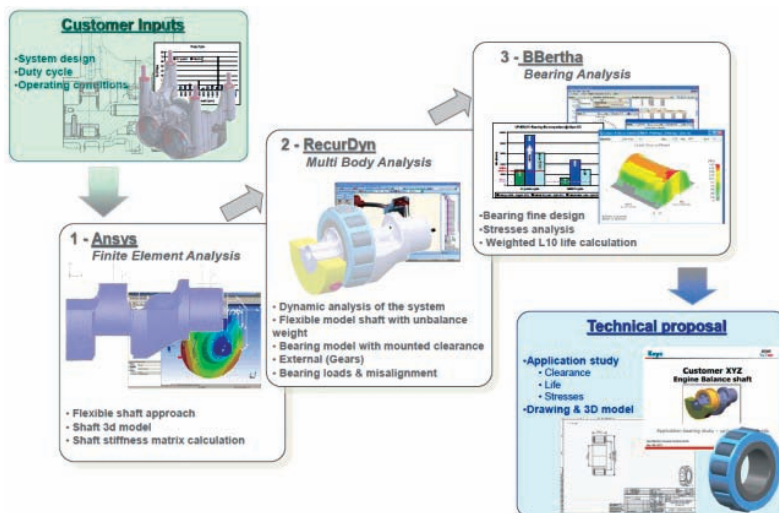 Customer Inputs
•System design
•Duty cycle
•Operating conditions
1 - Ansys
Finite Element Analysis
• Flexible shaft approach
• Shaft 3d model
• Shaft stiffness matrix calculation
2 - RecurDyn
Multi Body Analysis
• Dynamic analysis of the system
• Flexible model shaft with unbalance
weight
• Bearing model with mounted clearance
• External (Gears)
• Bearing loads & misalignment
3 - BBertha
Bearing Analysis
•Bearing fine design
•Stresses analysis
• Weighted L10 life calculation
Technical proposal
•Application study
• Clearance
• Life
• Stresses
•Drawing & 3D model
Koyo
Customer XYZ
Engine Balance shaft